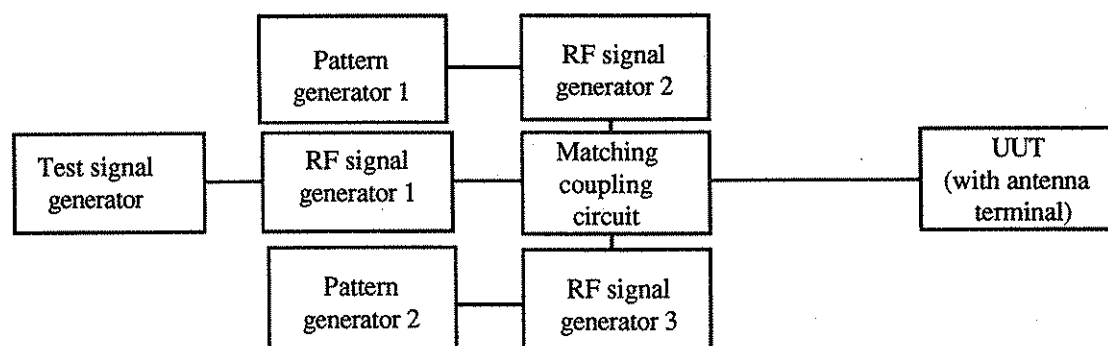 Pattern
generator 1
RF signal
generator 2
Test signal
generator
RF signal
generator 1
Matching
coupling
circuit
UUT
(with antenna
terminal)
Pattern
generator 2
RF signal
generator 3